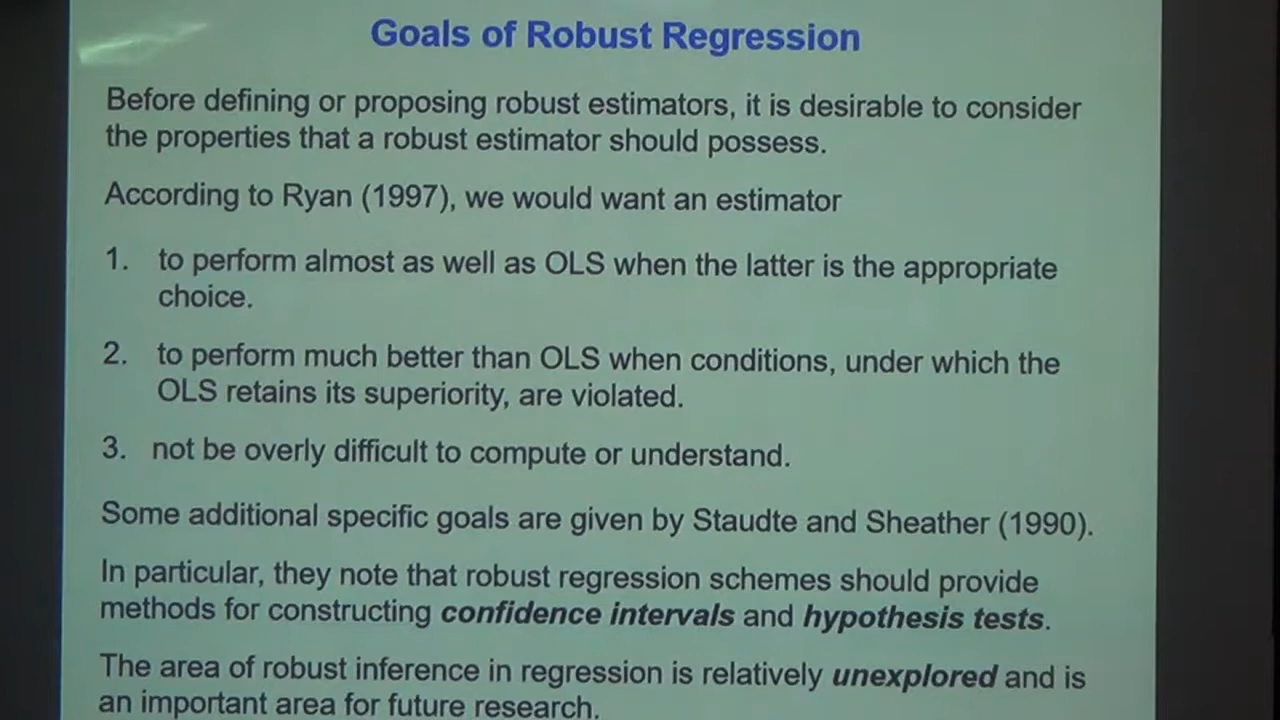 Goals of Robust Regression
Before defining or proposing robust estimators, it is desirable to consider
the properties that a robust estimator should possess.
According to Ryan (1997), we would want an estimator
1. to perform almost as well as OLS when the latter is the appropriate
choice.
2. to perform much better than OLS when conditions, under which the
OLS retains its superiority, are violated.
3. not be overly difficult to compute or understand.
Some additional specific goals are given by Staudte and Sheather (1990).
In particular, they note that robust regression schemes should provide
methods for constructing confidence intervals and hypothesis tests.
The area of robust inference in regression is relatively unexplored and is
an important area for future research.